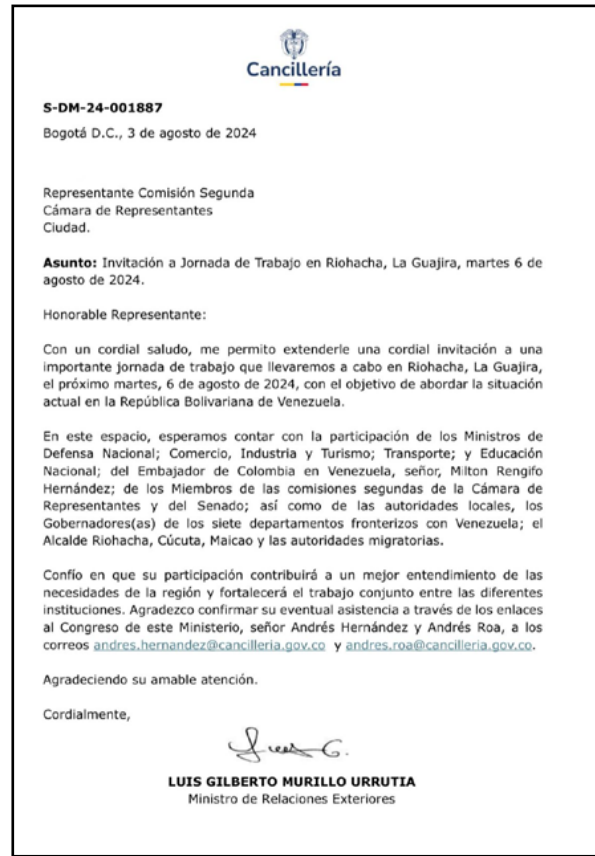 Cancillería
S-DM-24-001887
Bogotá D.C., 3 de agosto de 2024
Representante Comisión Segunda
Cámara de Representantes
Ciudad.
Asunto: Invitación a Jornada de Trabajo en Riohacha, La Guajira, martes 6 de
agosto de 2024.
Honorable Representante:
Con un cordial saludo, me permito extenderle una cordial invitación a una
importante jornada de trabajo que llevaremos a cabo en Riohacha, La Guajira,
el próximo martes, 6 de agosto de 2024, con el objetivo de abordar la situación
actual en la República Bolivariana de Venezuela.
En este espacio, esperamos contar con la participación de los Ministros de
Defensa Nacional; Comercio, Industria y Turismo; Transporte; y Educación
Nacional; del Embajador de Colombia en Venezuela, señor, Milton Rengifo
Hernández; de los Miembros de las comisiones segundas de la Cámara de
Representantes y del Senado; así como de las autoridades locales, los
Gobernadores(as) de los siete departamentos fronterizos con Venezuela; el
Alcalde Riohacha, Cúcuta, Maicao y las autoridades migratorias.
Confío en que su participación contribuirá a un mejor entendimiento de las
necesidades de la región y fortalecerá el trabajo conjunto entre las diferentes
instituciones. Agradezco confirmar su eventual asistencia a través de los enlaces
al Congreso de este Ministerio, señor Andrés Hernández y Andrés Roa, a los
correos andres.hernandez@cancilleria.gov.co y andres.roa@cancilleria.gov.co.
Agradeciendo su amable atención.
Cordialmente,
LUIS GILBERTO MURILLO URRUTIA
Ministro de Relaciones Exteriores